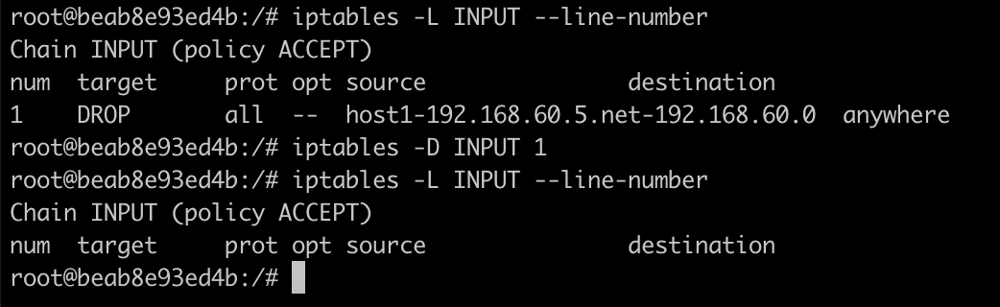 root@beab8e93ed4b:/# iptables -L INPUT --line-number
Chain INPUT (policy ACCEPT)
num  target     prot opt source               destination
1    DROP       all  --  host1-192.168.60.5.net-192.168.60.0  anywhere
root@beab8e93ed4b:/# iptables -D INPUT 1
root@beab8e93ed4b:/# iptables -L INPUT --line-number
Chain INPUT (policy ACCEPT)
num  target     prot opt source               destination
root@beab8e93ed4b:/#